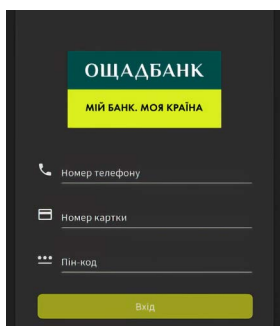 ОЩАДБАНК
МІЙ БАНК. МОЯ КРАЇНА
Номер телефону
Номер картки
Пін-код
Вхід